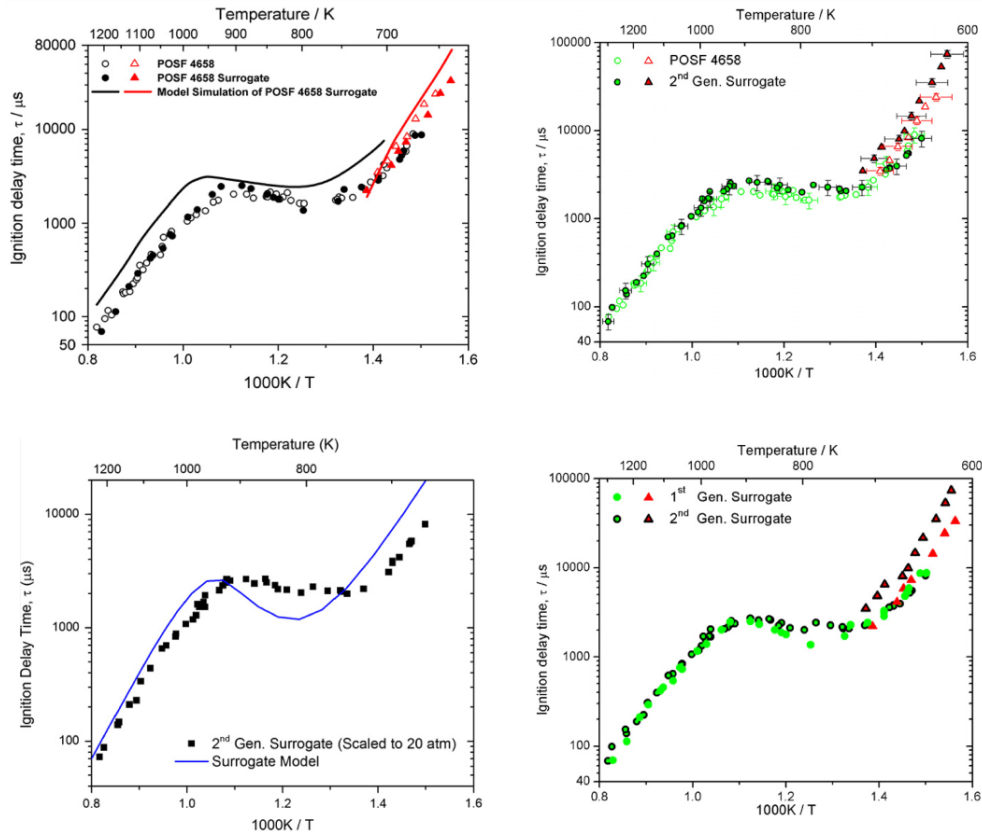 Temperature / K
1200 1100 1000 900 800 700
80000
10000
1000
100
50
Ignition delay time, τ / μs
POSF 4658
POSF 4658 Surrogate
Model Simulation of POSF 4658 Surrogate
0.8 1.0 1.2 1.4 1.6
1000K / T
Temperature / K
1200 1000 900 800 700 600
100000
10000
1000
100
40
Ignition delay time, τ / μs
POSF 4658
2nd Gen. Surrogate
0.8 1.0 1.2 1.4 1.6
1000K / T
Temperature (K)
1200 1000 800
10000
1000
100
Ignition Delay Time, τ (μs)
2nd Gen. Surrogate (Scaled to 20 atm)
Surrogate Model
0.8 1.0 1.2 1.4 1.6
1000K / T
Temperature / K
1200 1000 900 800 700 600
100000
10000
1000
100
40
Ignition delay time, τ / μs
1st Gen. Surrogate
2nd Gen. Surrogate
0.8 1.0 1.2 1.4 1.6
1000K / T